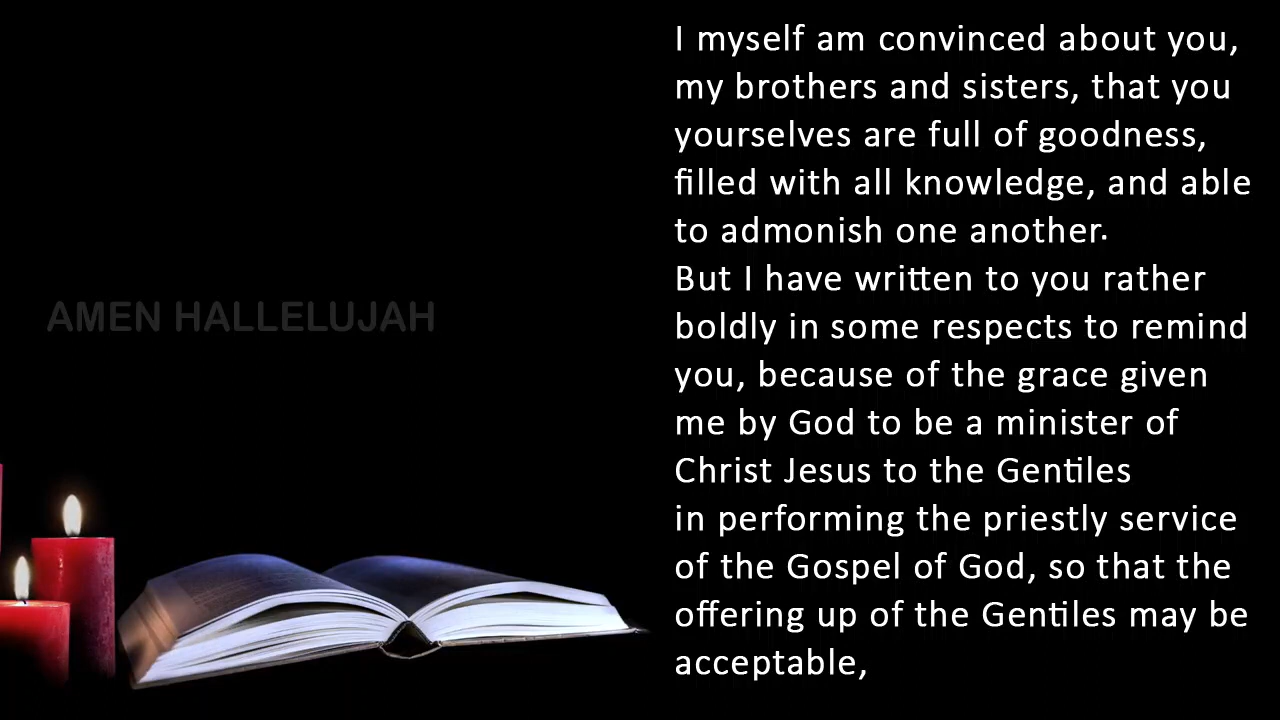 I myself am convinced about you,
my brothers and sisters, that you
yourselves are full of goodness,
filled with all knowledge, and able
to admonish one another.
But I have written to you rather
boldly in some respects to remind
you, because of the grace given
me by God to be a minister of
Christ Jesus to the Gentiles
in performing the priestly service
of the Gospel of God, so that the
offering up of the Gentiles may be
acceptable,
AMEN HALLELUJAH